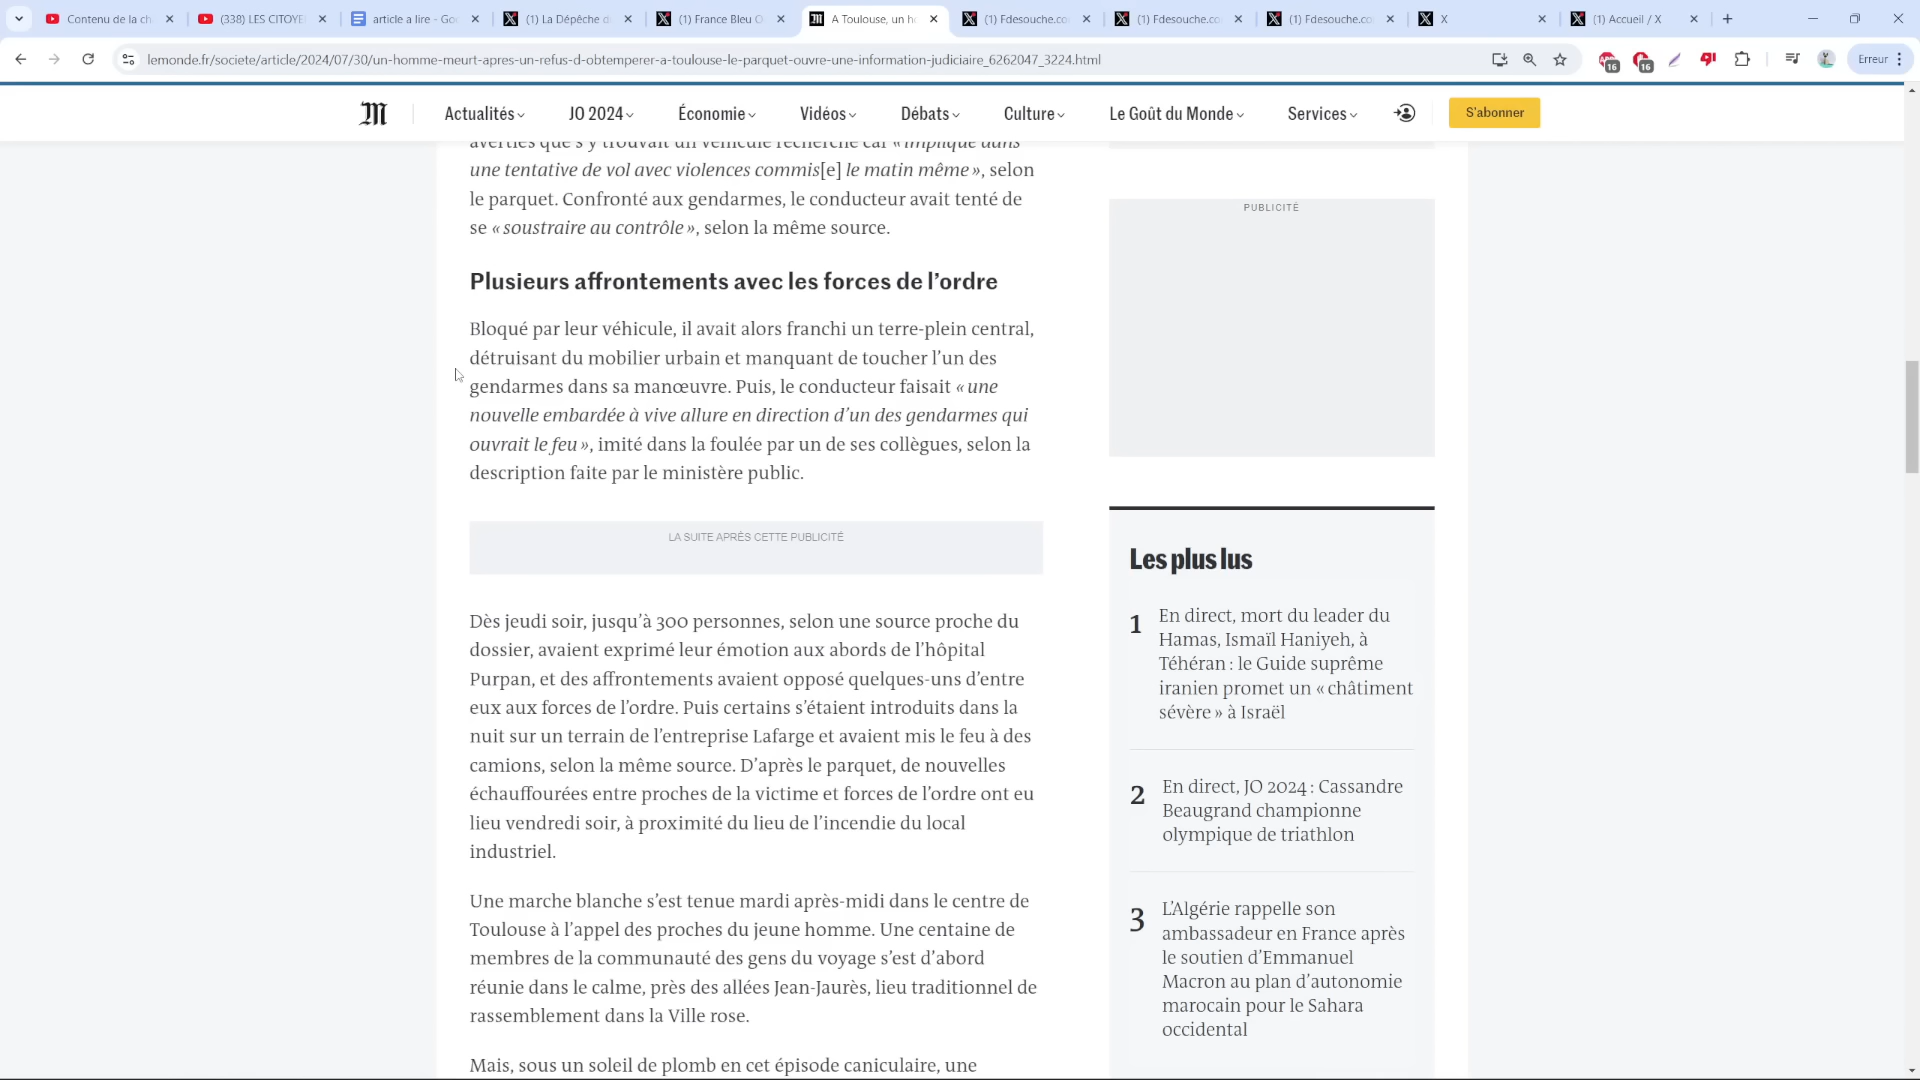 Contenu de la ch
(338) LES CITOYE
article a lire - Goo
(1) La Dépêche d
(1) France Bleu O
A Toulouse, un h
(1) Fdesouche.co
(1) Fdesouche.co
(1) Fdesouche.co
X
(1) Accueil / X
lemonde.fr/societe/article/2024/07/30/un-homme-meurt-apres-un-refus-d-obtemperer-a-toulouse-le-parquet-ouvre-une-information-judiciaire_6262047_3224.html
16
16
Erreur
M
Actualités
JO 2024
Économie
Vidéos
Débats
Culture
Le Goût du Monde
Services
S'abonner
averties que s'y trouvait un véhicule recherché car « impliqué dans
une tentative de vol avec violences commis[e] le matin même », selon
le parquet. Confronté aux gendarmes, le conducteur avait tenté de
se « soustraire au contrôle », selon la même source.
Plusieurs affrontements avec les forces de l’ordre
Bloqué par leur véhicule, il avait alors franchi un terre-plein central,
détruisant du mobilier urbain et manquant de toucher l’un des
gendarmes dans sa manœuvre. Puis, le conducteur faisait « une
nouvelle embardée à vive allure en direction d’un des gendarmes qui
ouvrait le feu », imité dans la foulée par un de ses collègues, selon la
description faite par le ministère public.
LA SUITE APRÈS CETTE PUBLICITÉ
Dès jeudi soir, jusqu’à 300 personnes, selon une source proche du
dossier, avaient exprimé leur émotion aux abords de l’hôpital
Purpan, et des affrontements avaient opposé quelques-uns d’entre
eux aux forces de l’ordre. Puis certains s’étaient introduits dans la
nuit sur un terrain de l’entreprise Lafarge et avaient mis le feu à des
camions, selon la même source. D’après le parquet, de nouvelles
échauffourées entre proches de la victime et forces de l’ordre ont eu
lieu vendredi soir, à proximité du lieu de l’incendie du local
industriel.
Une marche blanche s’est tenue mardi après-midi dans le centre de
Toulouse à l’appel des proches du jeune homme. Une centaine de
membres de la communauté des gens du voyage s’est d’abord
réunie dans le calme, près des allées Jean-Jaurès, lieu traditionnel de
rassemblement dans la Ville rose.
Mais, sous un soleil de plomb en cet épisode caniculaire, une
PUBLICITÉ
Les plus lus
1
En direct, mort du leader du
Hamas, Ismaïl Haniyeh, à
Téhéran : le Guide suprême
iranien promet un « châtiment
sévère » à Israël
2
En direct, JO 2024 : Cassandre
Beaugrand championne
olympique de triathlon
3
L’Algérie rappelle son
ambassadeur en France après
le soutien d’Emmanuel
Macron au plan d’autonomie
marocain pour le Sahara
occidental